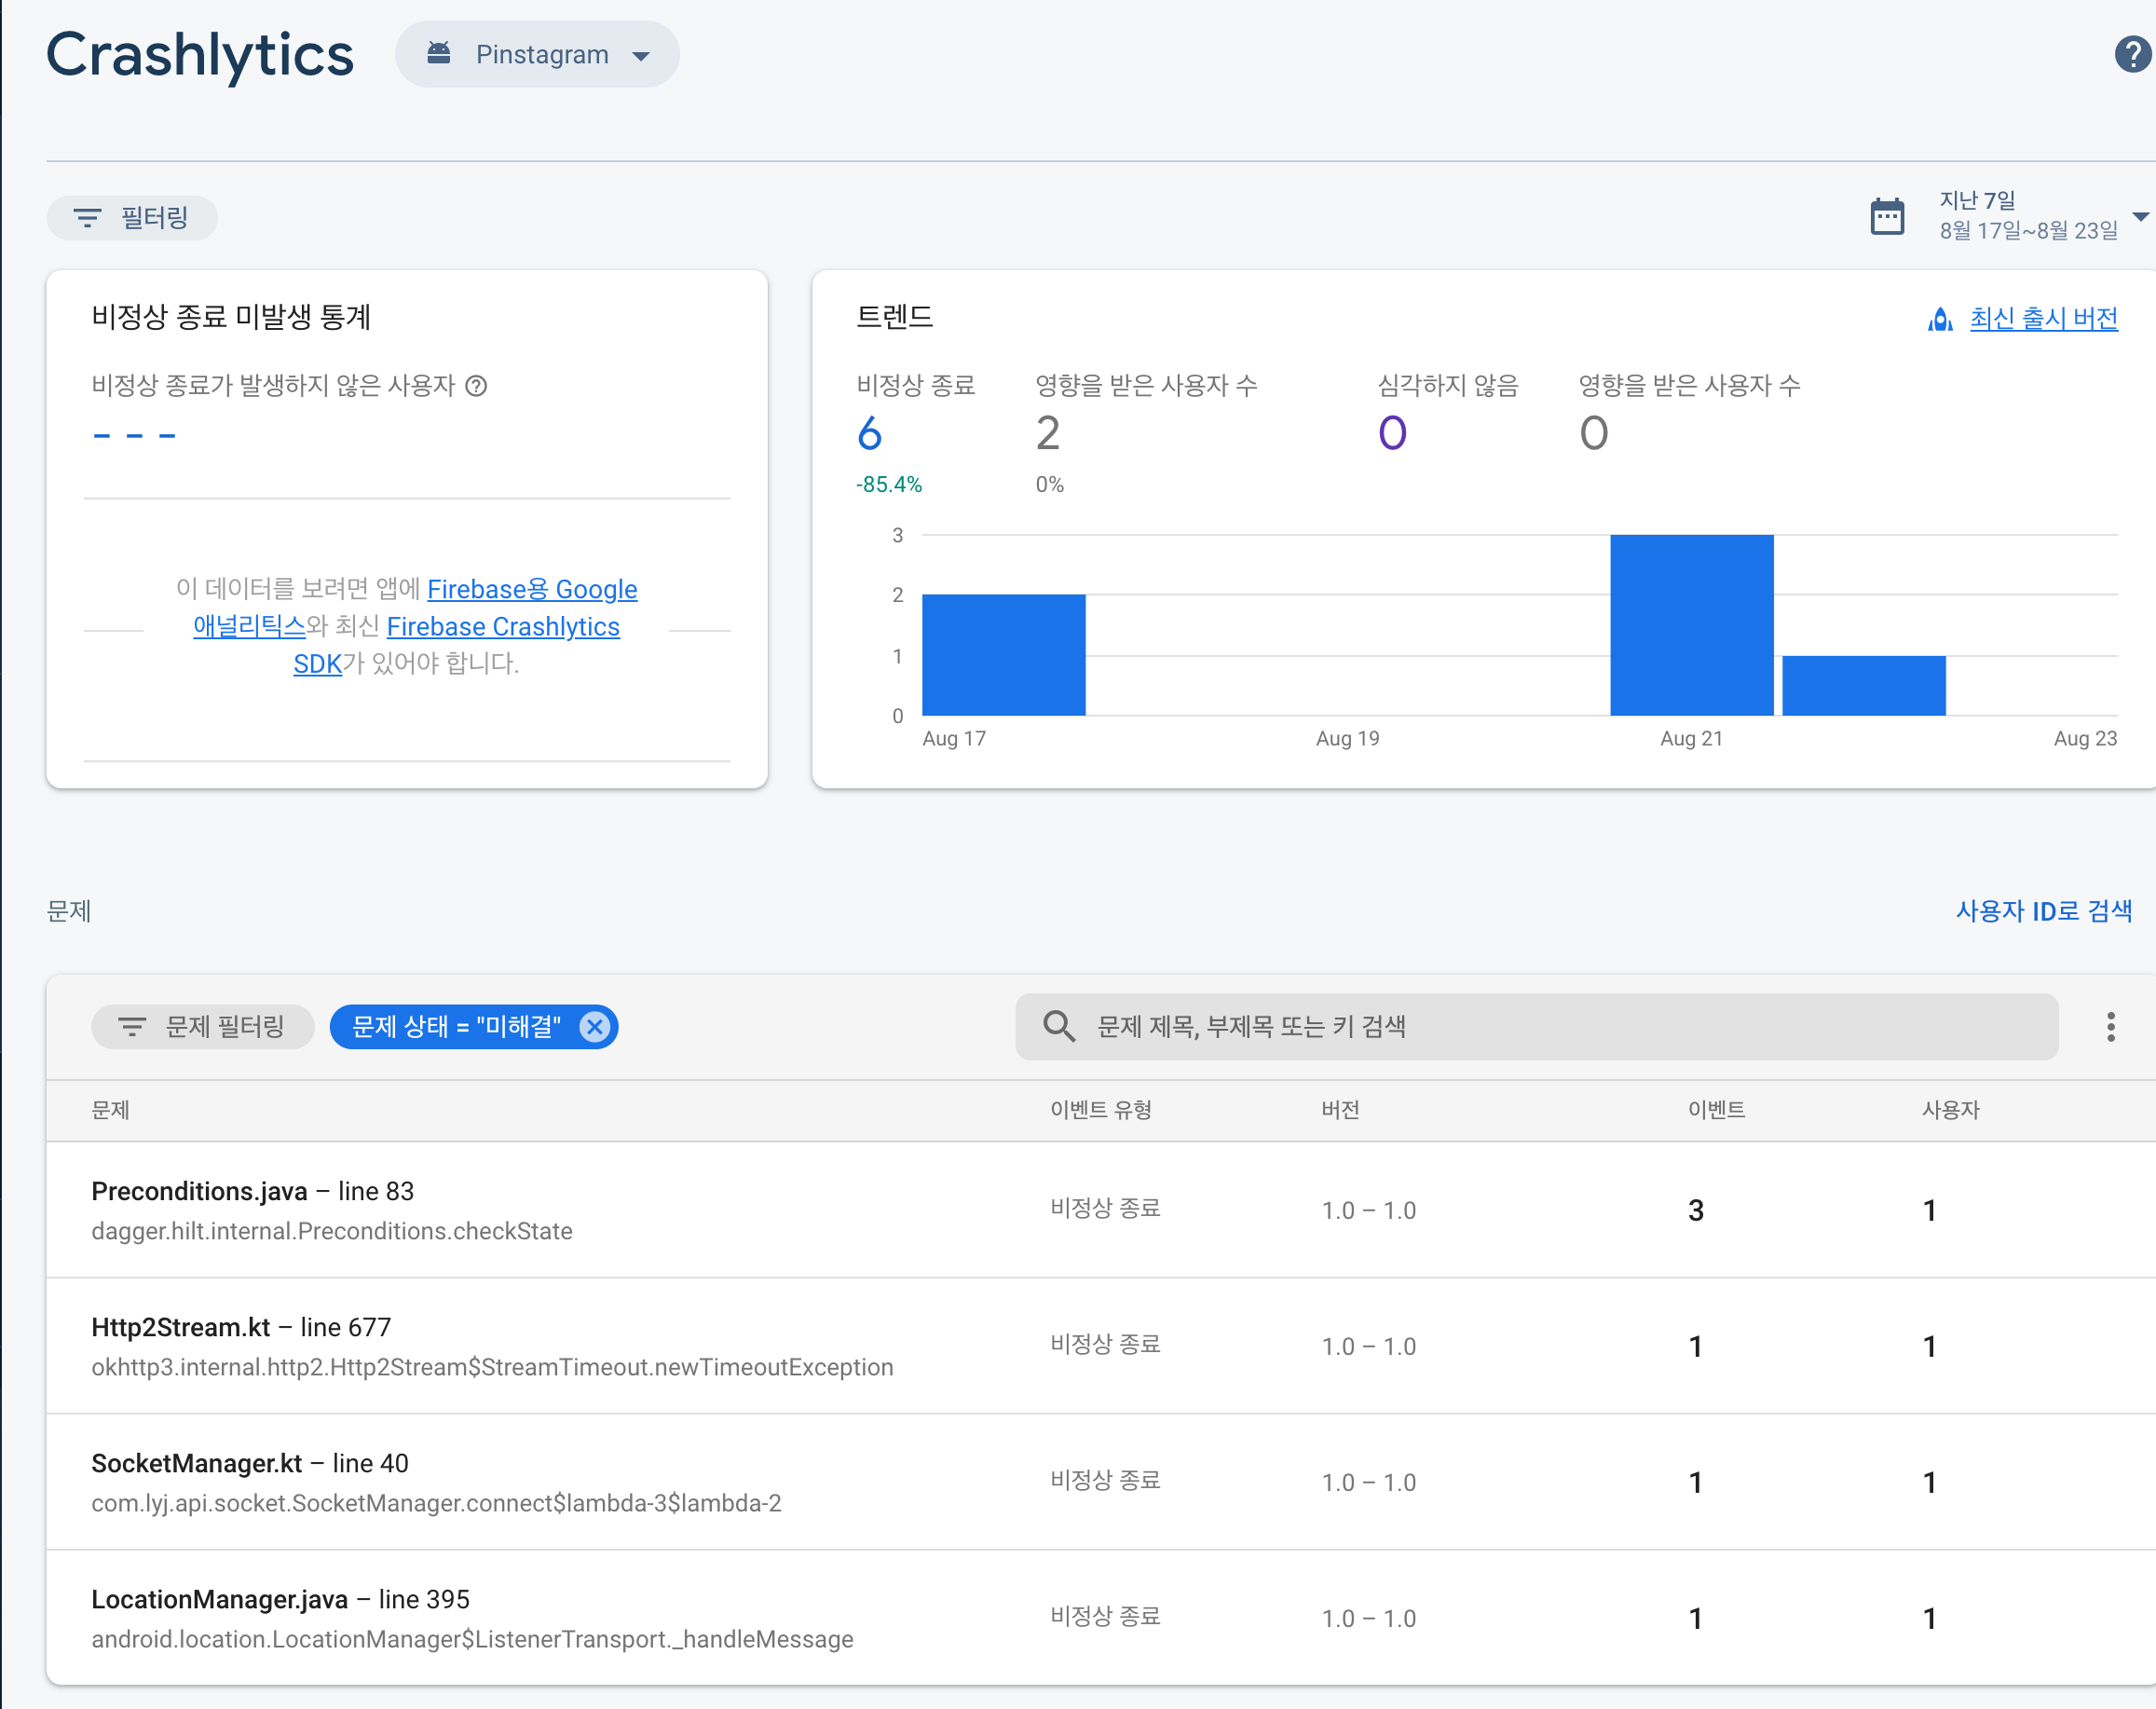 Crashlytics
Pinstagram
필터링
지난 7일
8월 17일~8월 23일
비정상 종료 미발생 통계
비정상 종료가 발생하지 않은 사용자
- - -
이 데이터를 보려면 앱에 Firebase용 Google
애널리틱스와 최신 Firebase Crashlytics
SDK가 있어야 합니다.
트렌드
최신 출시 버전
비정상 종료 영향을 받은 사용자 수 심각하지 않음 영향을 받은 사용자 수
6 2 0 0
-85.4% 0%
3
2
1
0
Aug 17 Aug 19 Aug 21 Aug 23
문제
사용자 ID로 검색
문제 필터링 문제 상태 = "미해결" 문제 제목, 부제목 또는 키 검색
문제 이벤트 유형 버전 이벤트 사용자
Preconditions.java – line 83
dagger.hilt.internal.Preconditions.checkState
비정상 종료 1.0 – 1.0 3 1
Http2Stream.kt – line 677
okhttp3.internal.http2.Http2Stream$StreamTimeout.newTimeoutException
비정상 종료 1.0 – 1.0 1 1
SocketManager.kt – line 40
com.lyj.api.socket.SocketManager.connect$lambda-3$lambda-2
비정상 종료 1.0 – 1.0 1 1
LocationManager.java – line 395
android.location.LocationManager$ListenerTransport._handleMessage
비정상 종료 1.0 – 1.0 1 1